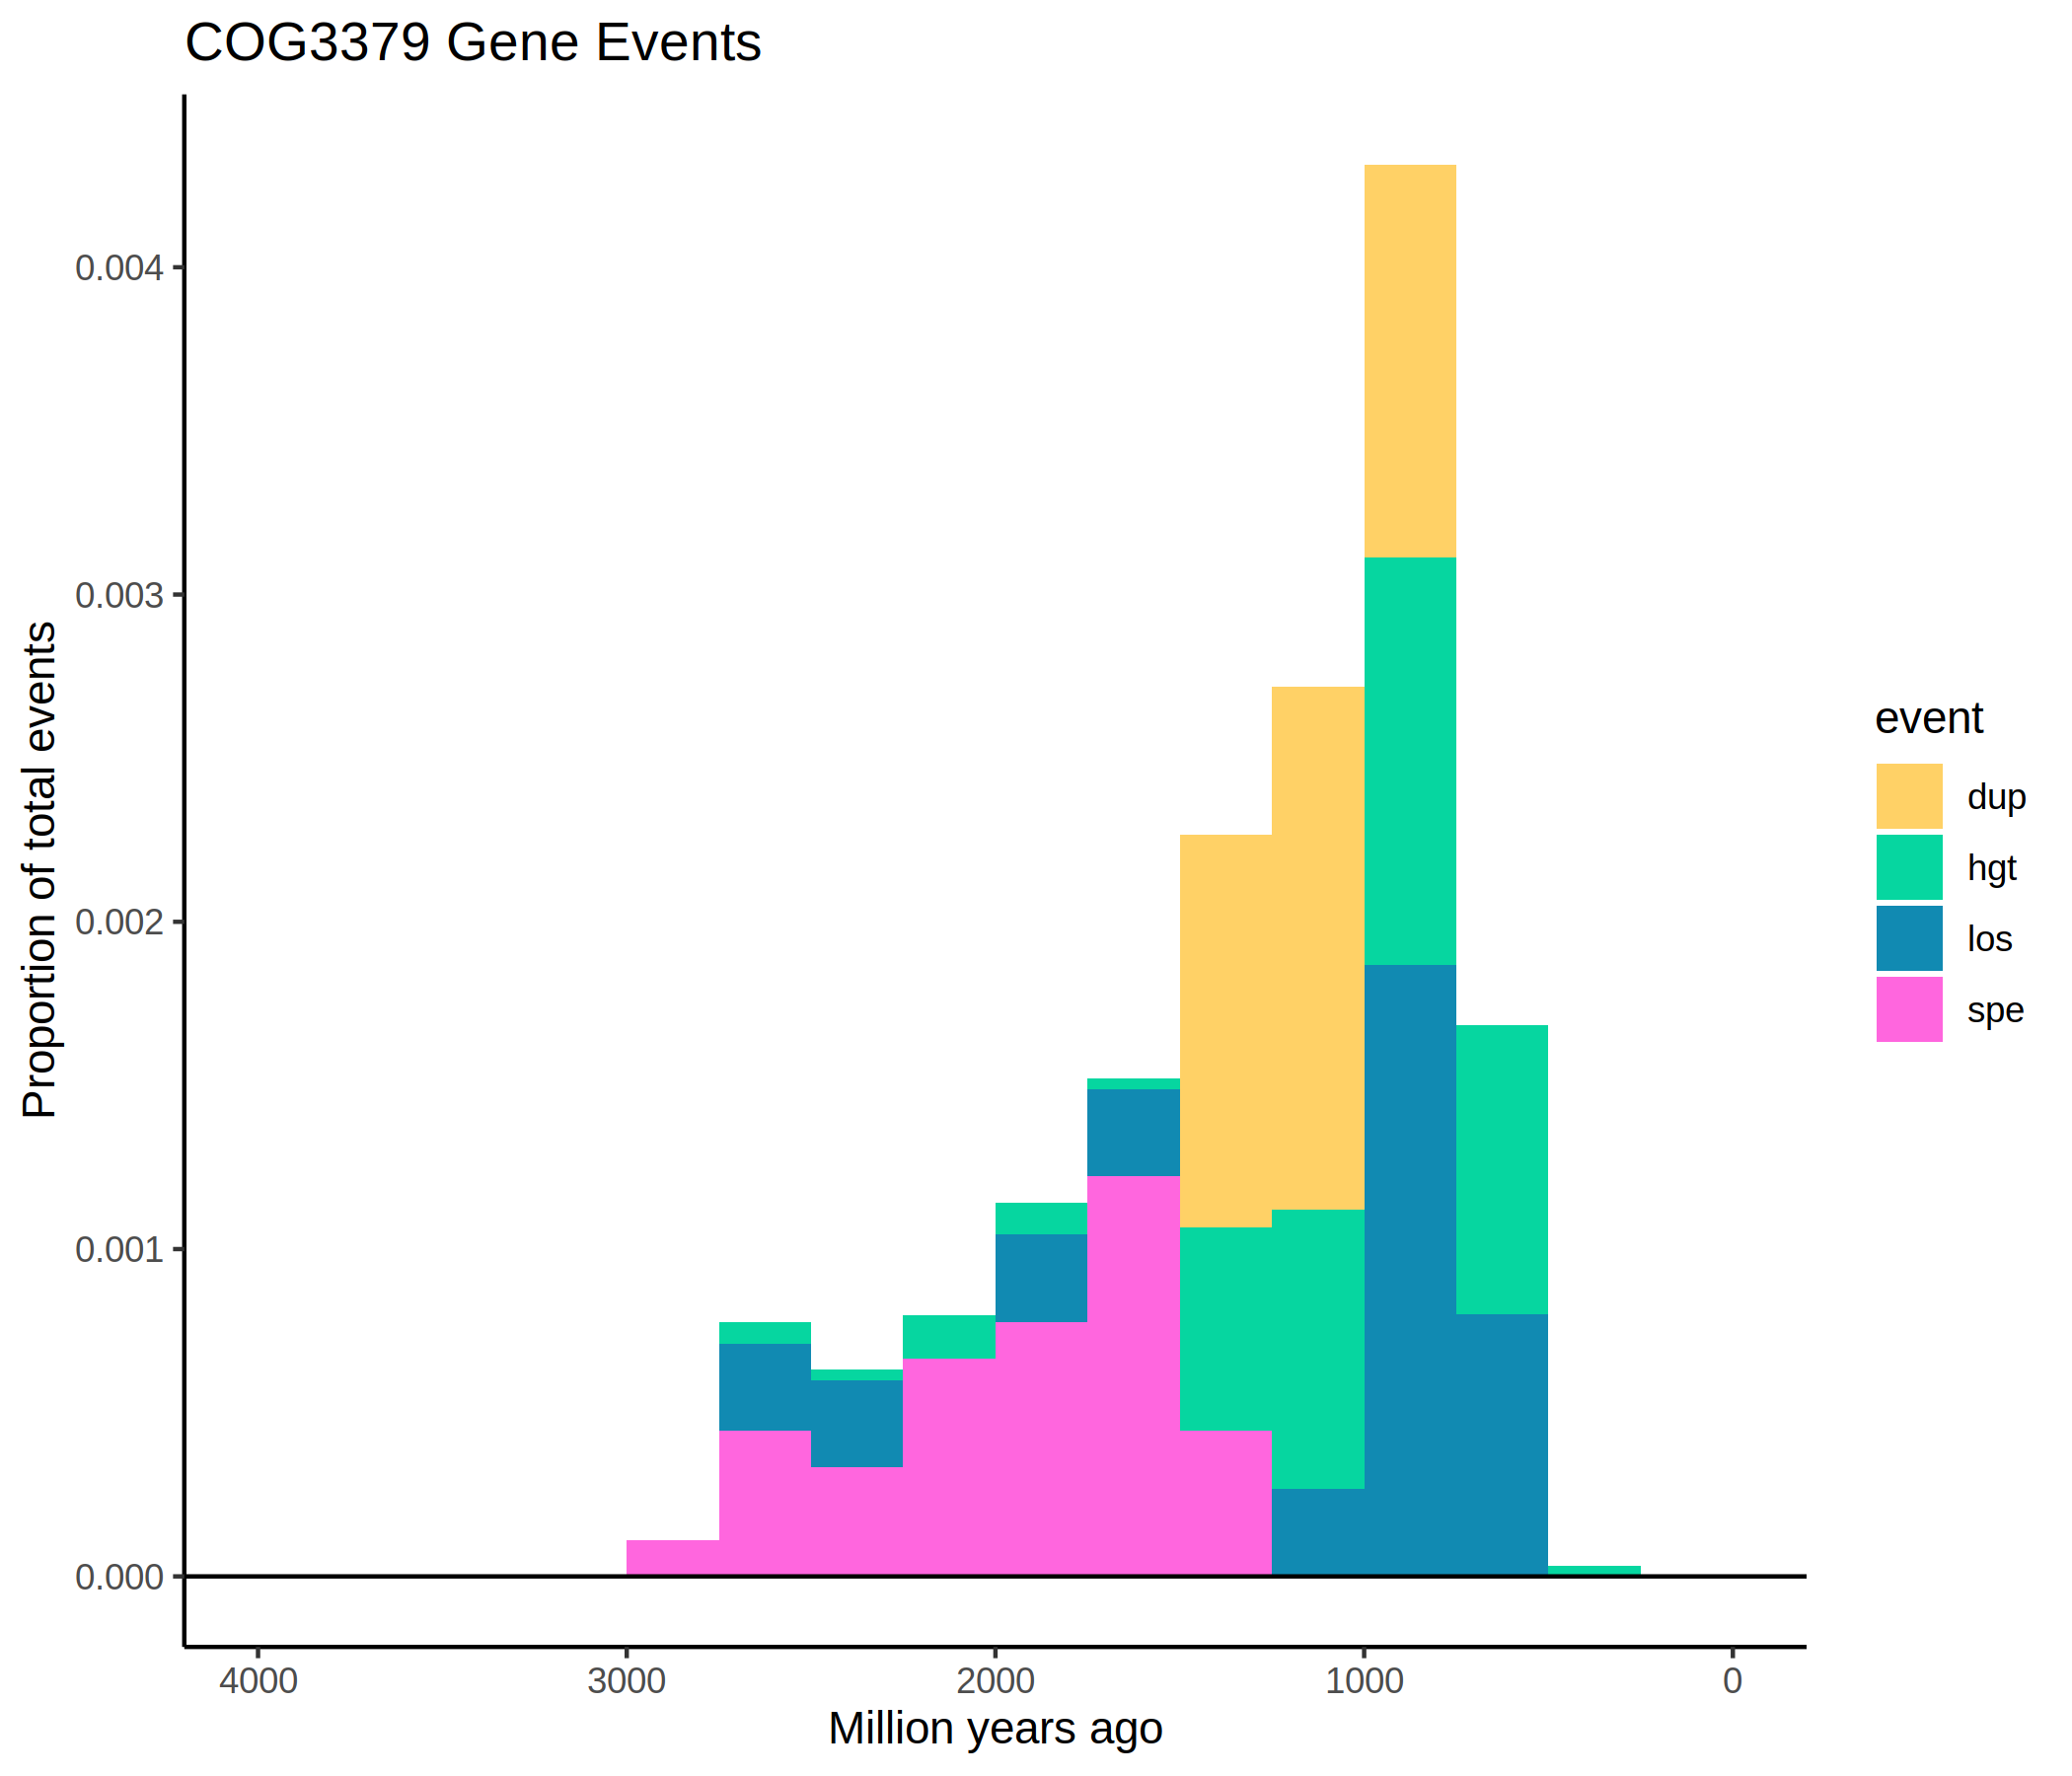 COG3379 Gene Events
Proportion of total events
0.004
0.003
0.002
0.001
0.000
4000 3000 2000 1000 0
Million years ago
event
dup
hgt
los
spe